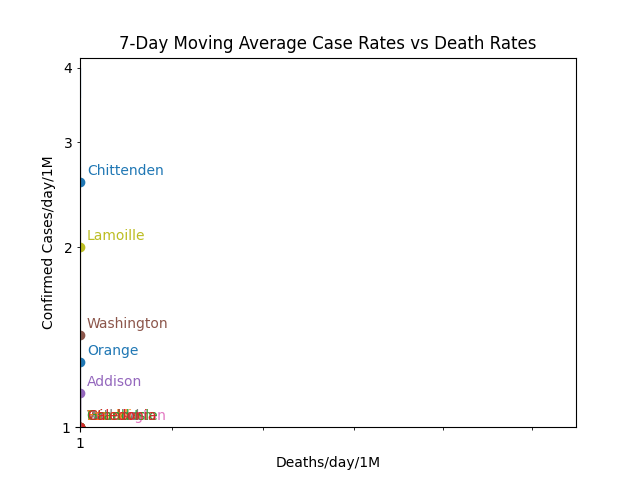 7-Day Moving Average Case Rates vs Death Rates
4
Chittenden
3
Lamoille
2
Washington
Orange
Addison
1
1
Confirmed Cases/day/1M
Deaths/day/1M